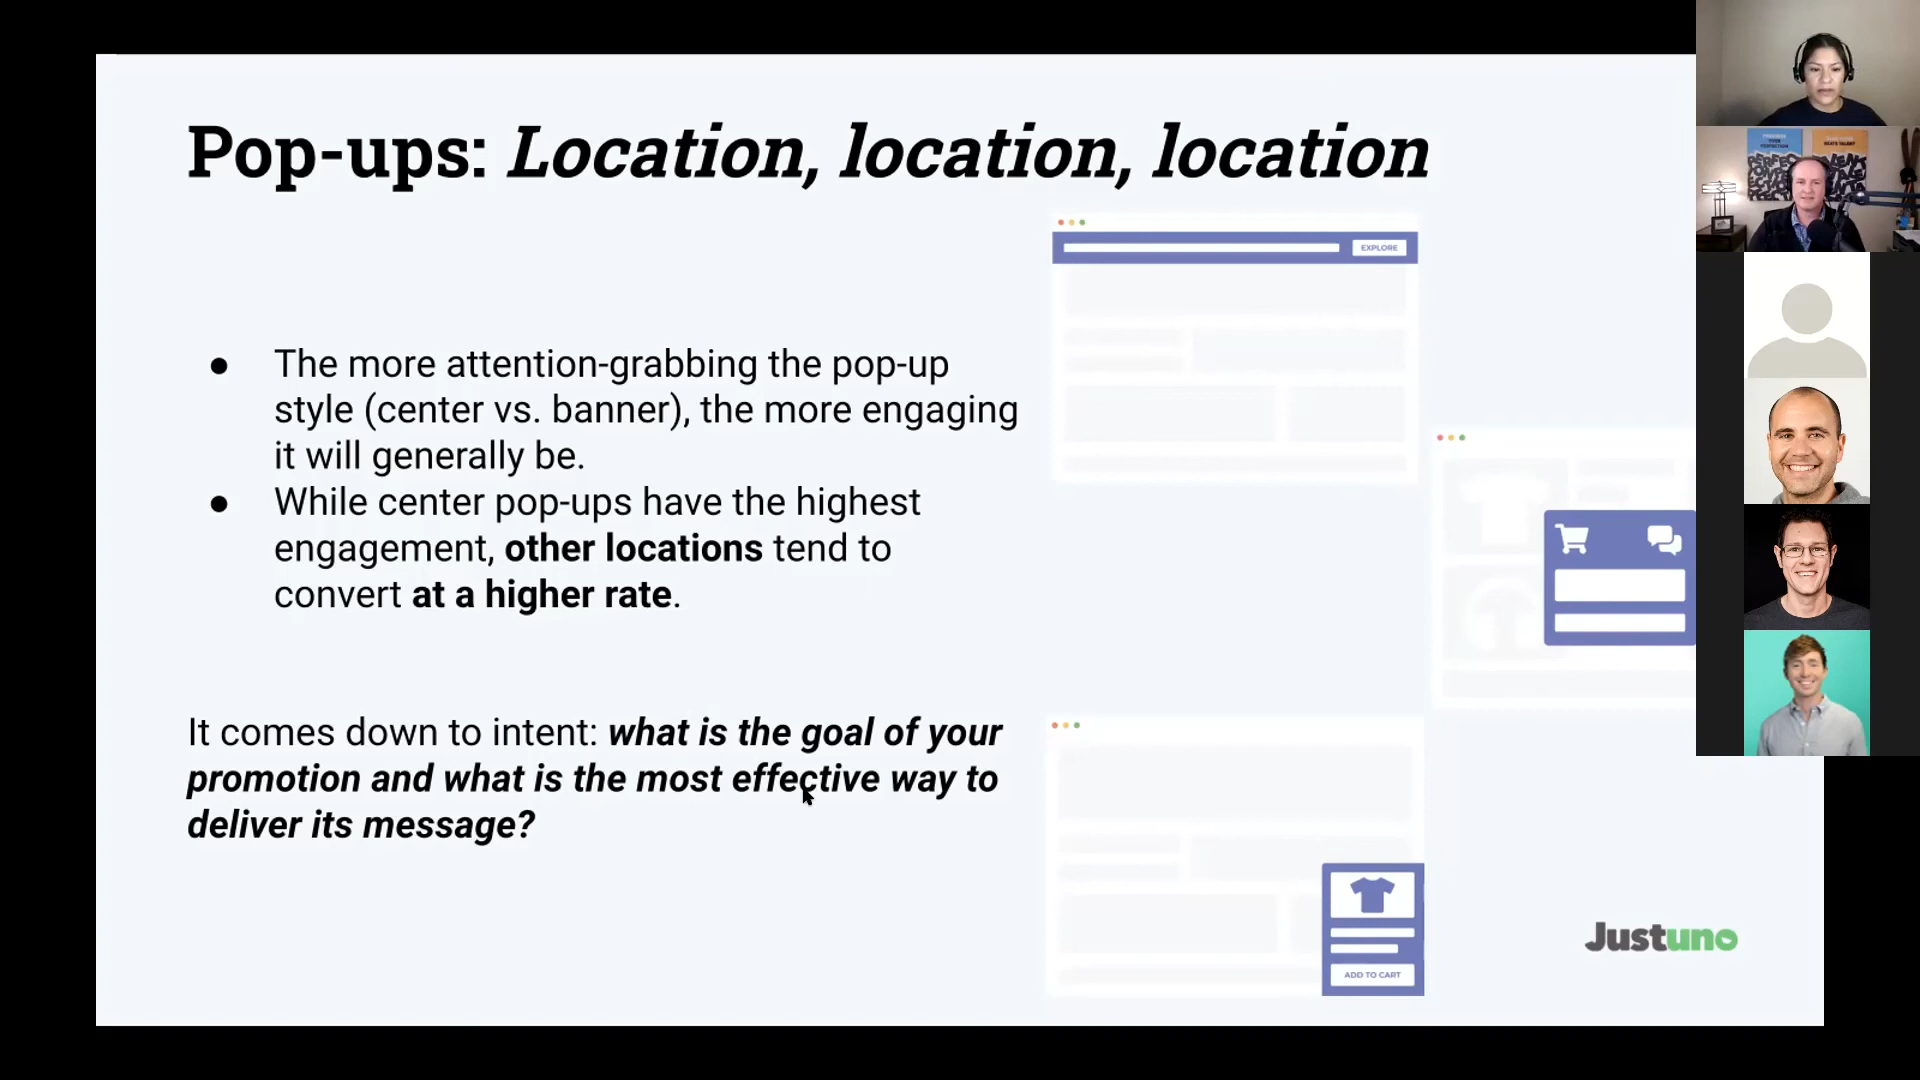 Pop-ups: Location, location, location
EXPLORE
● The more attention-grabbing the pop-up
style (center vs. banner), the more engaging
it will generally be.
● While center pop-ups have the highest
engagement, other locations tend to
convert at a higher rate.
It comes down to intent: what is the goal of your
promotion and what is the most effective way to
deliver its message?
ADD TO CART
Justuno